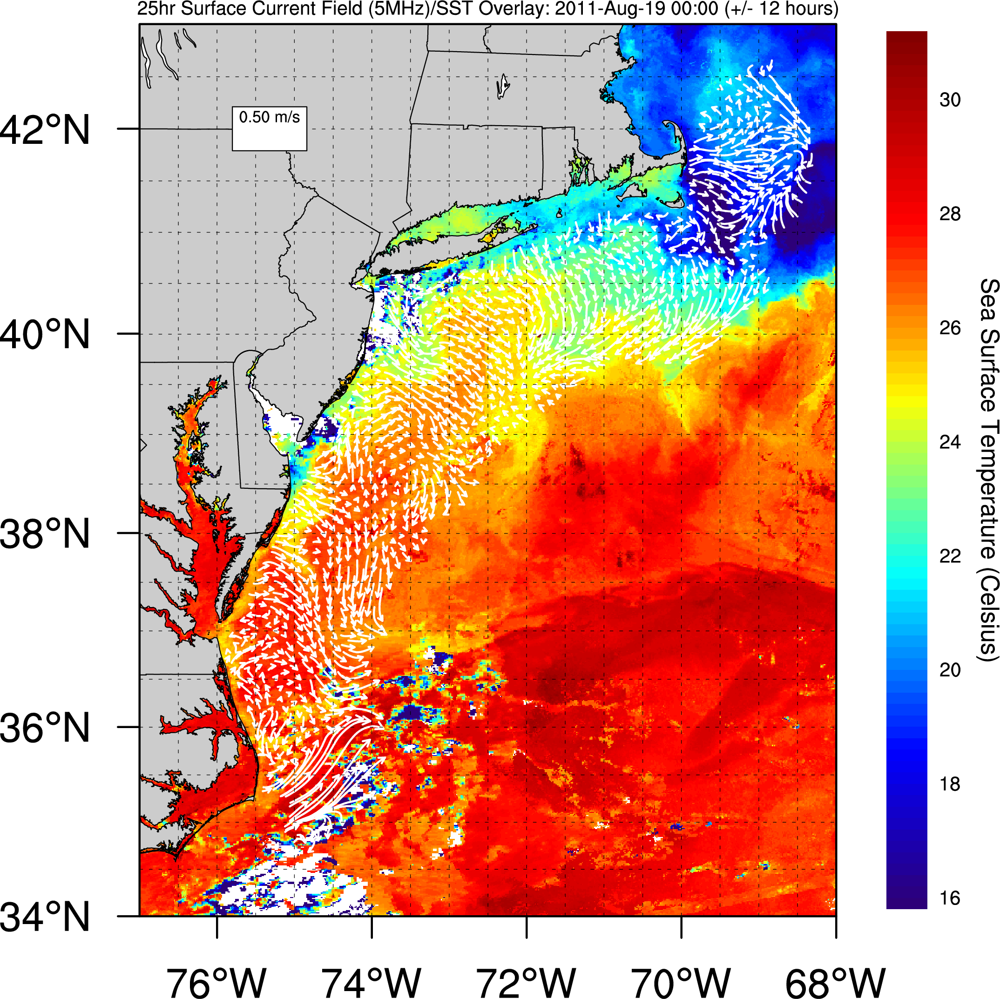 25hr Surface Current Field (5MHz)/SST Overlay: 2011-Aug-19 00:00 (+/- 12 hours)
0.50 m/s
42°N
40°N
38°N
36°N
34°N
76°W
74°W
72°W
70°W
68°W
30
28
26
24
22
20
18
16
Sea Surface Temperature (Celsius)